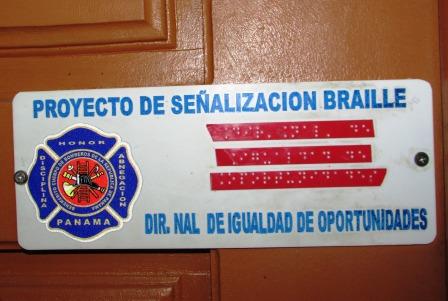 PROYECTO DE SEÑALIZACION BRAILLE
HONOR
DISCIPLINA
ABNEGACION
PANAMA
DIR. NAL DE IGUALDAD DE OPORTUNIDADES